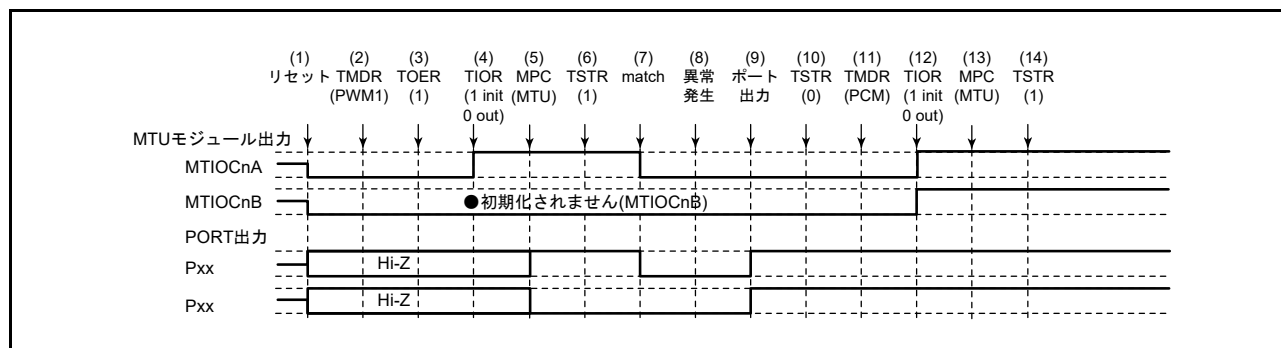 (1) (2) (3) (4) (5) (6) (7) (8) (9) (10) (11) (12) (13) (14)
リセット TMDR TOER TIOR MPC TSTR match 異常 ポート TSTR TMDR TIOR MPC TSTR
(PWM1) (1) (1 init (MTU) (1) 発生 出力 (0) (PCM) (1 init (MTU) (1)
0 out) 0 out)
MTUモジュール出力
MTIOCnA
MTIOCnB ●初期化されません(MTIOCnB)
PORT出力
Pxx Hi-Z
Pxx Hi-Z